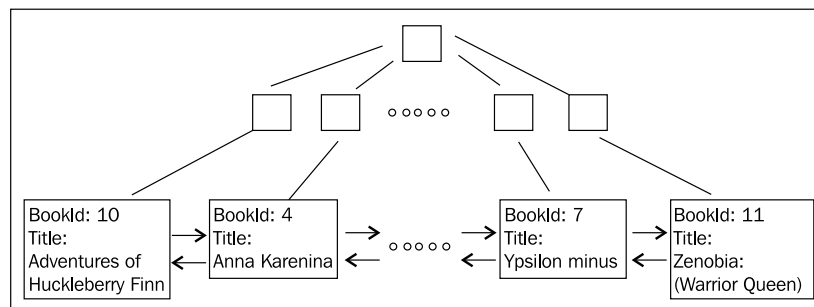 BookId: 10
Title:
Adventures of
Huckleberry Finn
BookId: 4
Title:
Anna Karenina
BookId: 7
Title:
Ypsilon minus
BookId: 11
Title:
Zenobia:
(Warrior Queen)